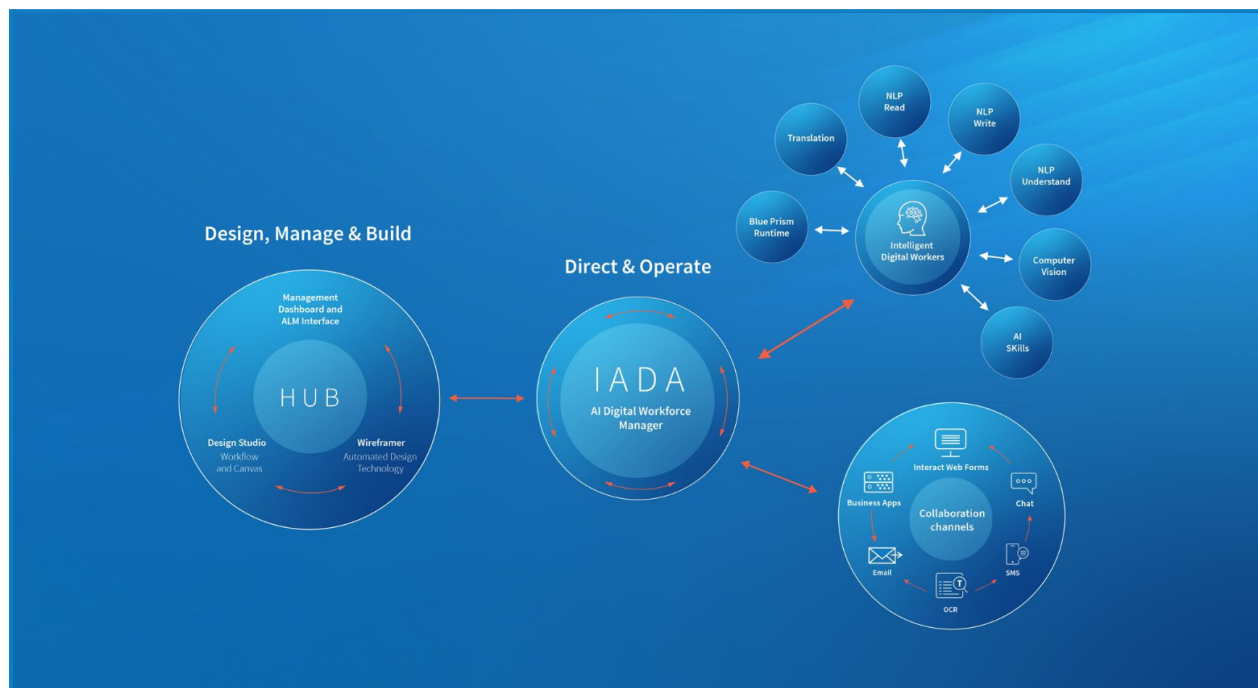 Design, Manage & Build
Management
Dashboard and
ALM Interface
HUB
Design Studio
Workflow
and Canvas
Wireframer
Automated Design
Technology
Direct & Operate
IADA
AI Digital Workforce
Manager
NLP
Read
NLP
Write
Translation
NLP
Understand
Blue Prism
Runtime
Intelligent
Digital Workers
Computer
Vision
AI
SKills
Interact Web Forms
Business Apps
Chat
Collaboration
channels
Email
SMS
T
OCR